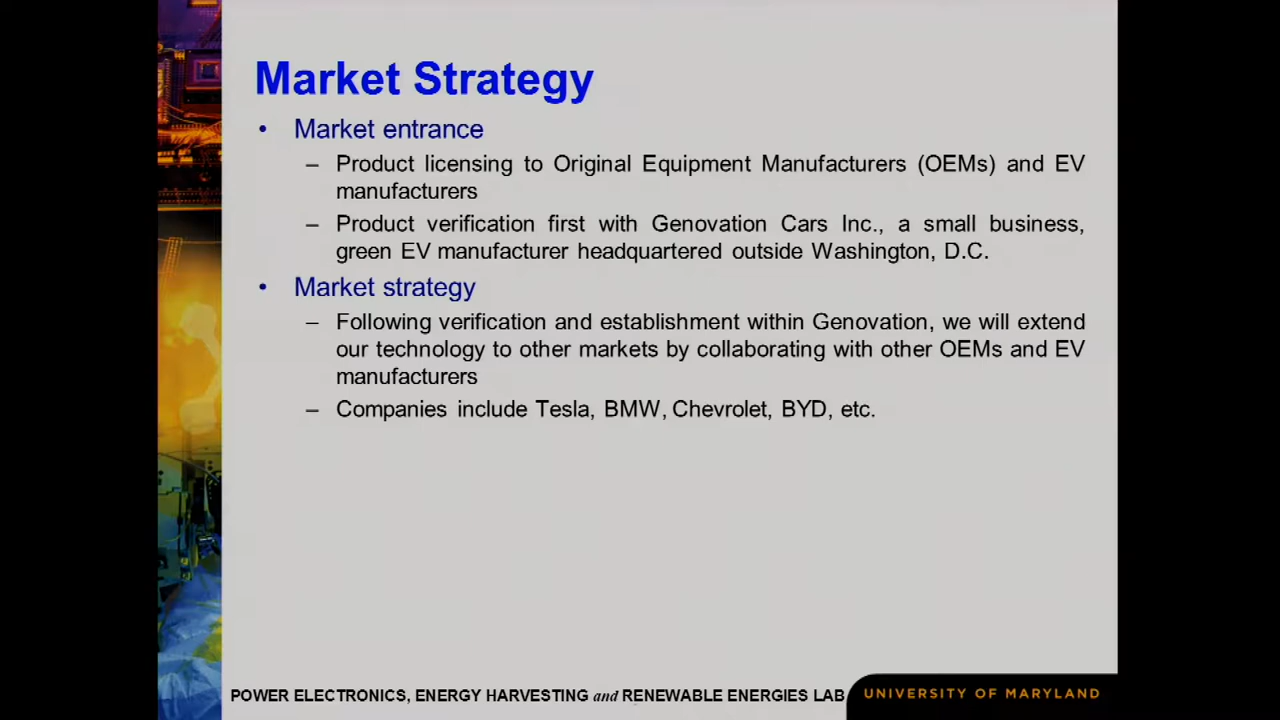 Market Strategy
• Market entrance
– Product licensing to Original Equipment Manufacturers (OEMs) and EV
manufacturers
– Product verification first with Genovation Cars Inc., a small business,
green EV manufacturer headquartered outside Washington, D.C.
• Market strategy
– Following verification and establishment within Genovation, we will extend
our technology to other markets by collaborating with other OEMs and EV
manufacturers
– Companies include Tesla, BMW, Chevrolet, BYD, etc.
POWER ELECTRONICS, ENERGY HARVESTING and RENEWABLE ENERGIES LAB
UNIVERSITY OF MARYLAND